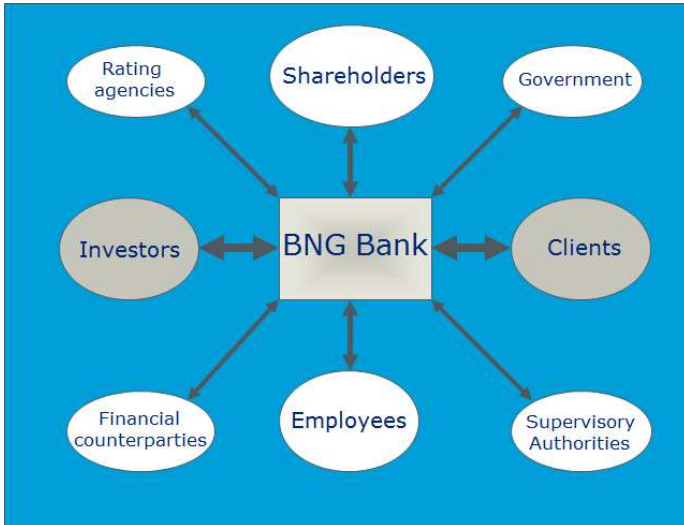 Rating
agencies
Shareholders
Government
Investors
BNG Bank
Clients
Financial
counterparties
Employees
Supervisory
Authorities